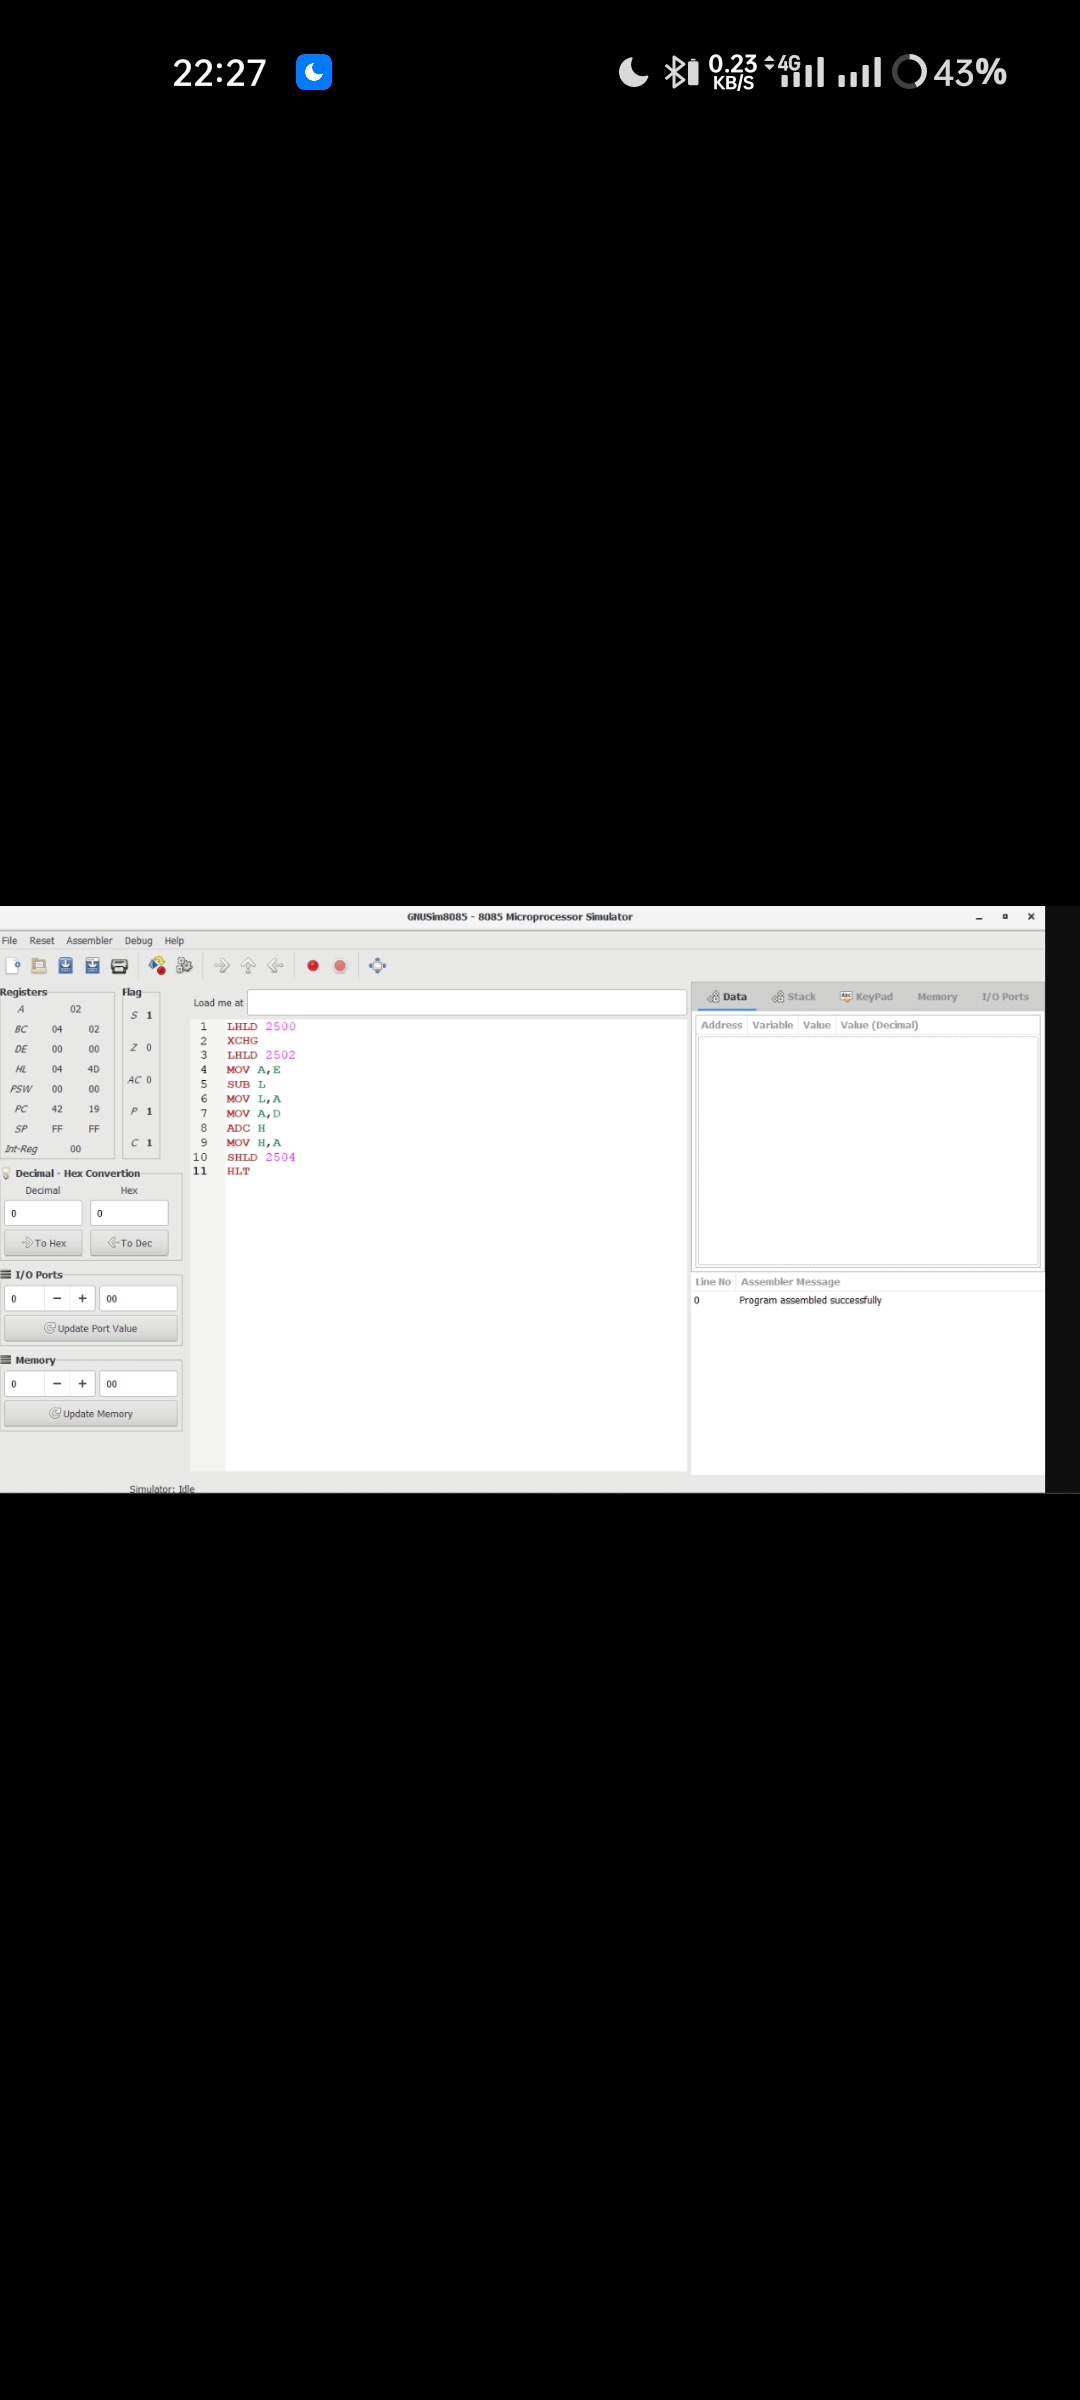 22:27 0.23 KB/S 4G 43%
GNUSim8085 - 8085 Microprocessor Simulator
File Reset Assembler Debug Help
Registers
A 02
BC 04 02
DE 00 00
HL 04 4D
PSW 00 00
PC 42 19
SP FF FF
Int-Reg 00
Flag
S 1
Z 0
AC 0
P 1
C 1
Decimal - Hex Convertion
Decimal Hex
0 0
To Hex To Dec
I/O Ports
0 − + 00
Update Port Value
Memory
0 − + 00
Update Memory
Load me at
1 LHLD 2500
2 XCHG
3 LHLD 2502
4 MOV A,E
5 SUB L
6 MOV L,A
7 MOV A,D
8 ADC H
9 MOV H,A
10 SHLD 2504
11 HLT
Data Stack KeyPad Memory I/O Ports
Address Variable Value Value (Decimal)
Line No Assembler Message
0 Program assembled successfully
Simulator: Idle